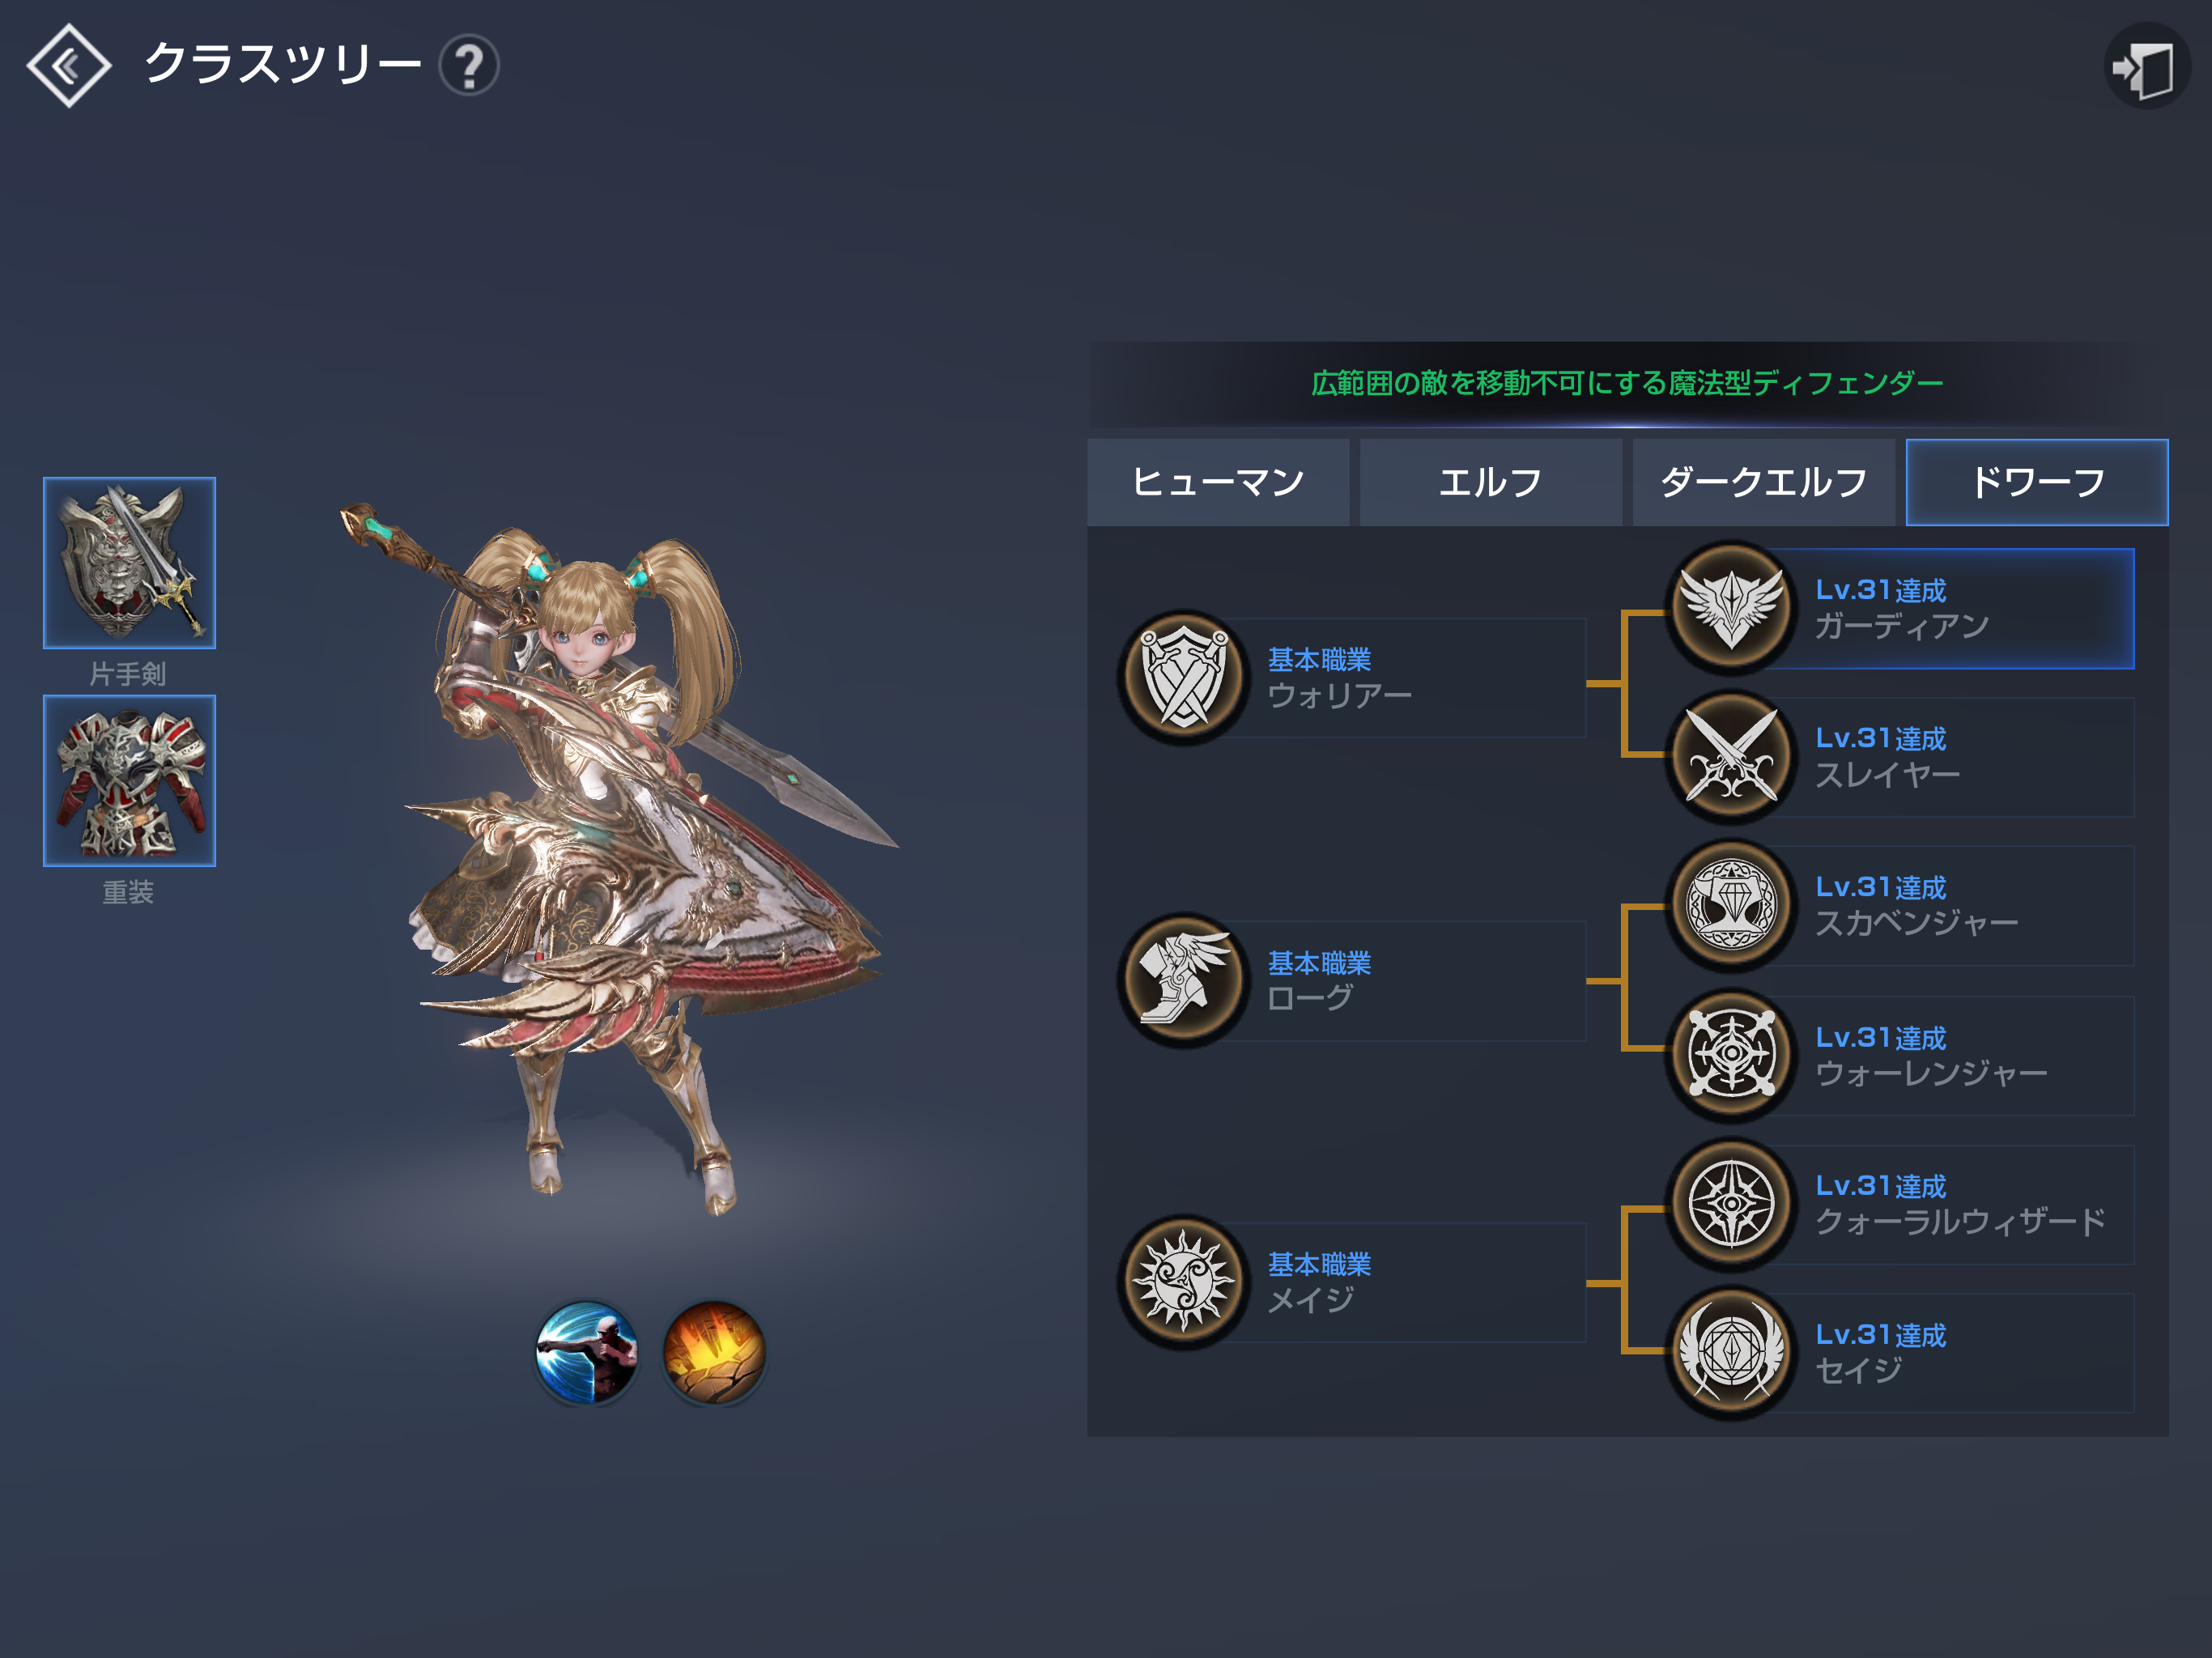 クラスツリー ?
広範囲の敵を移動不可にする魔法型ディフェンダー
ヒューマン
エルフ
ダークエルフ
ドワーフ
片手剣
重装
基本職業
ウォリアー
Lv.31達成
ガーディアン
Lv.31達成
スレイヤー
基本職業
ローグ
Lv.31達成
スカベンジャー
Lv.31達成
ウォーレンジャー
基本職業
メイジ
Lv.31達成
クォーラルウィザード
Lv.31達成
セイジ